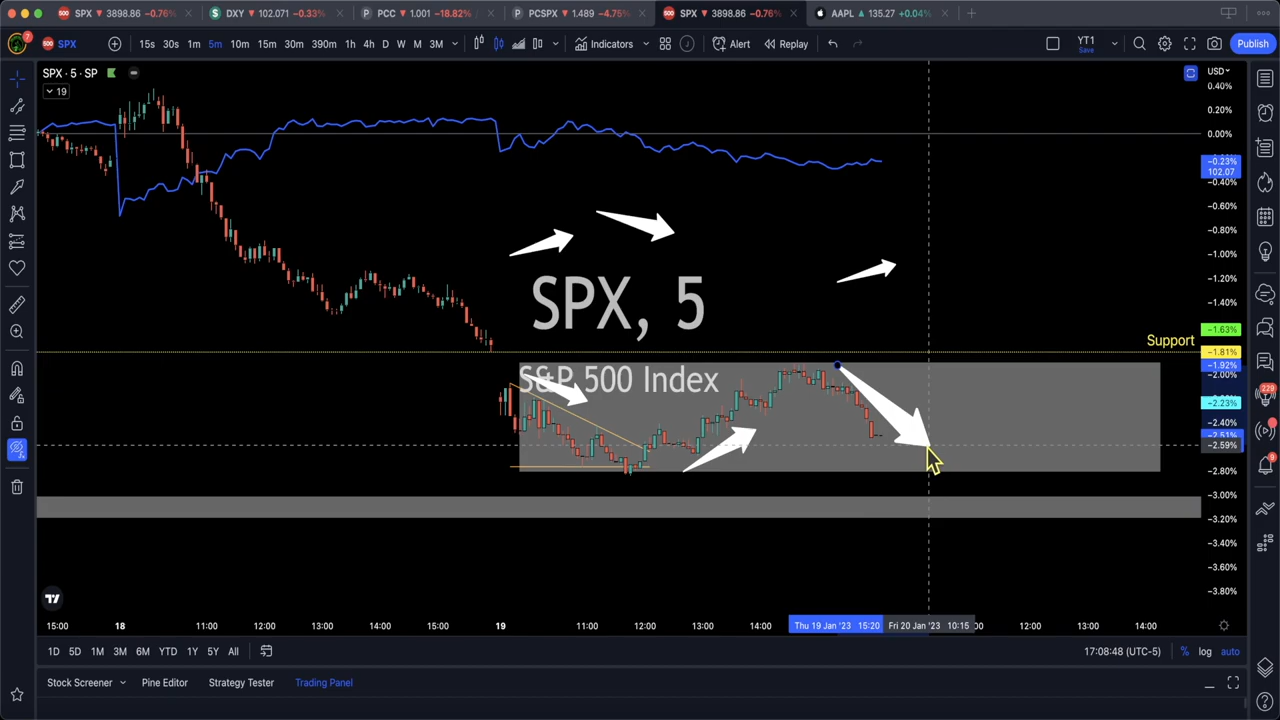 SPX 3898.86 −0.76%
DXY 102.071 −0.33%
PCC 1.001 −18.82%
PCSPX 1.489 −4.75%
SPX 3898.86 −0.76%
AAPL 135.27 +0.04%
7
500 SPX
15s 30s 1m 5m 10m 15m 30m 390m 1h 4h D W M 3M
Indicators
Alert
Replay
YT1
Save
Publish
SPX · 5 · SP
19
USD
0.40%
0.20%
0.00%
−0.23%
102.07
−0.40%
−0.60%
−0.80%
−1.00%
−1.20%
−1.40%
−1.63%
Support
−1.81%
−1.92%
−2.00%
−2.23%
−2.40%
−2.51%
−2.59%
−2.80%
−3.00%
−3.20%
−3.40%
−3.60%
−3.80%
SPX, 5
S&P 500 Index
229
9
15:00 18 11:00 12:00 13:00 14:00 15:00 19 11:00 12:00 13:00 14:00 Thu 19 Jan '23 15:20 Fri 20 Jan '23 10:15 12:00 13:00 14:00
1D 5D 1M 3M 6M YTD 1Y 5Y All
17:08:48 (UTC-5)
% log auto
Stock Screener
Pine Editor
Strategy Tester
Trading Panel